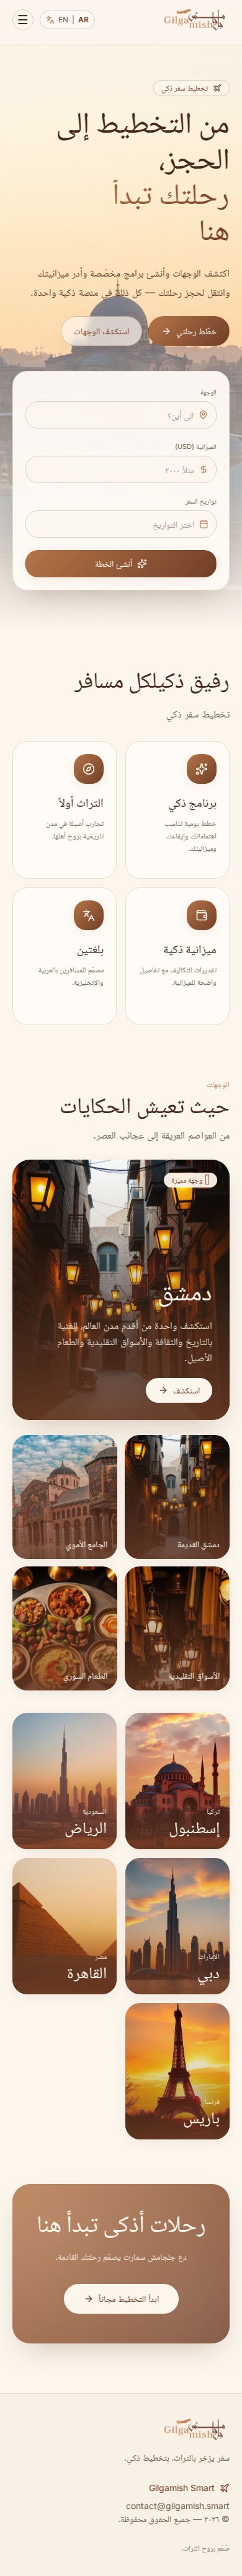 Gilgamish
EN | AR
تخطيط سفر ذكي
من التخطيط إلى
الحجز،
رحلتك تبدأ
هنا
اكتشف الوجهات وأنشئ برامج مخصّصة وأدر ميزانيتك
وانتقل لحجز رحلتك — كل ذلك في منصة ذكية واحدة.
خطّط رحلتي
استكشف الوجهات
الوجهة
الى أين؟
الميزانية (USD)
مثلاً ٢٠٠٠
تواريخ السفر
اختر التواريخ
أنشئ الخطة
رفيق ذكيلكل مسافر
تخطيط سفر ذكي
برنامج ذكي
خطط يومية تناسب
اهتماماتك وإيقاعك
وميزانيتك.
التراث أولاً
تجارب أصيلة في مدن
تاريخية بروح أهلها.
ميزانية ذكية
تقديرات للتكاليف مع تفاصيل
واضحة للميزانية.
بلغتين
مصمّم للمسافرين بالعربية
والإنجليزية.
الوجهات
حيث تعيش الحكايات
من العواصم العريقة إلى عجائب العصر.
وجهة مميّزة
دمشق
استكشف واحدة من أقدم مدن العالم، الغنية
بالتاريخ والثقافة والأسواق التقليدية والطعام
الأصيل.
استكشف
دمشق القديمة
الجامع الأموي
الأسواق التقليدية
الطعام السوري
تركيا
إسطنبول
السعودية
الرياض
الإمارات
دبي
مصر
القاهرة
فرنسا
باريس
رحلات أذكى تبدأ هنا
دع جلجامش سمارت يصمّم رحلتك القادمة.
ابدأ التخطيط مجاناً
Gilgamish
سفر يزخر بالتراث، بتخطيط ذكي.
Gilgamish Smart
contact@gilgamish.smart
© ٢٠٢٦ — جميع الحقوق محفوظة.
صُمّم بروح التراث.